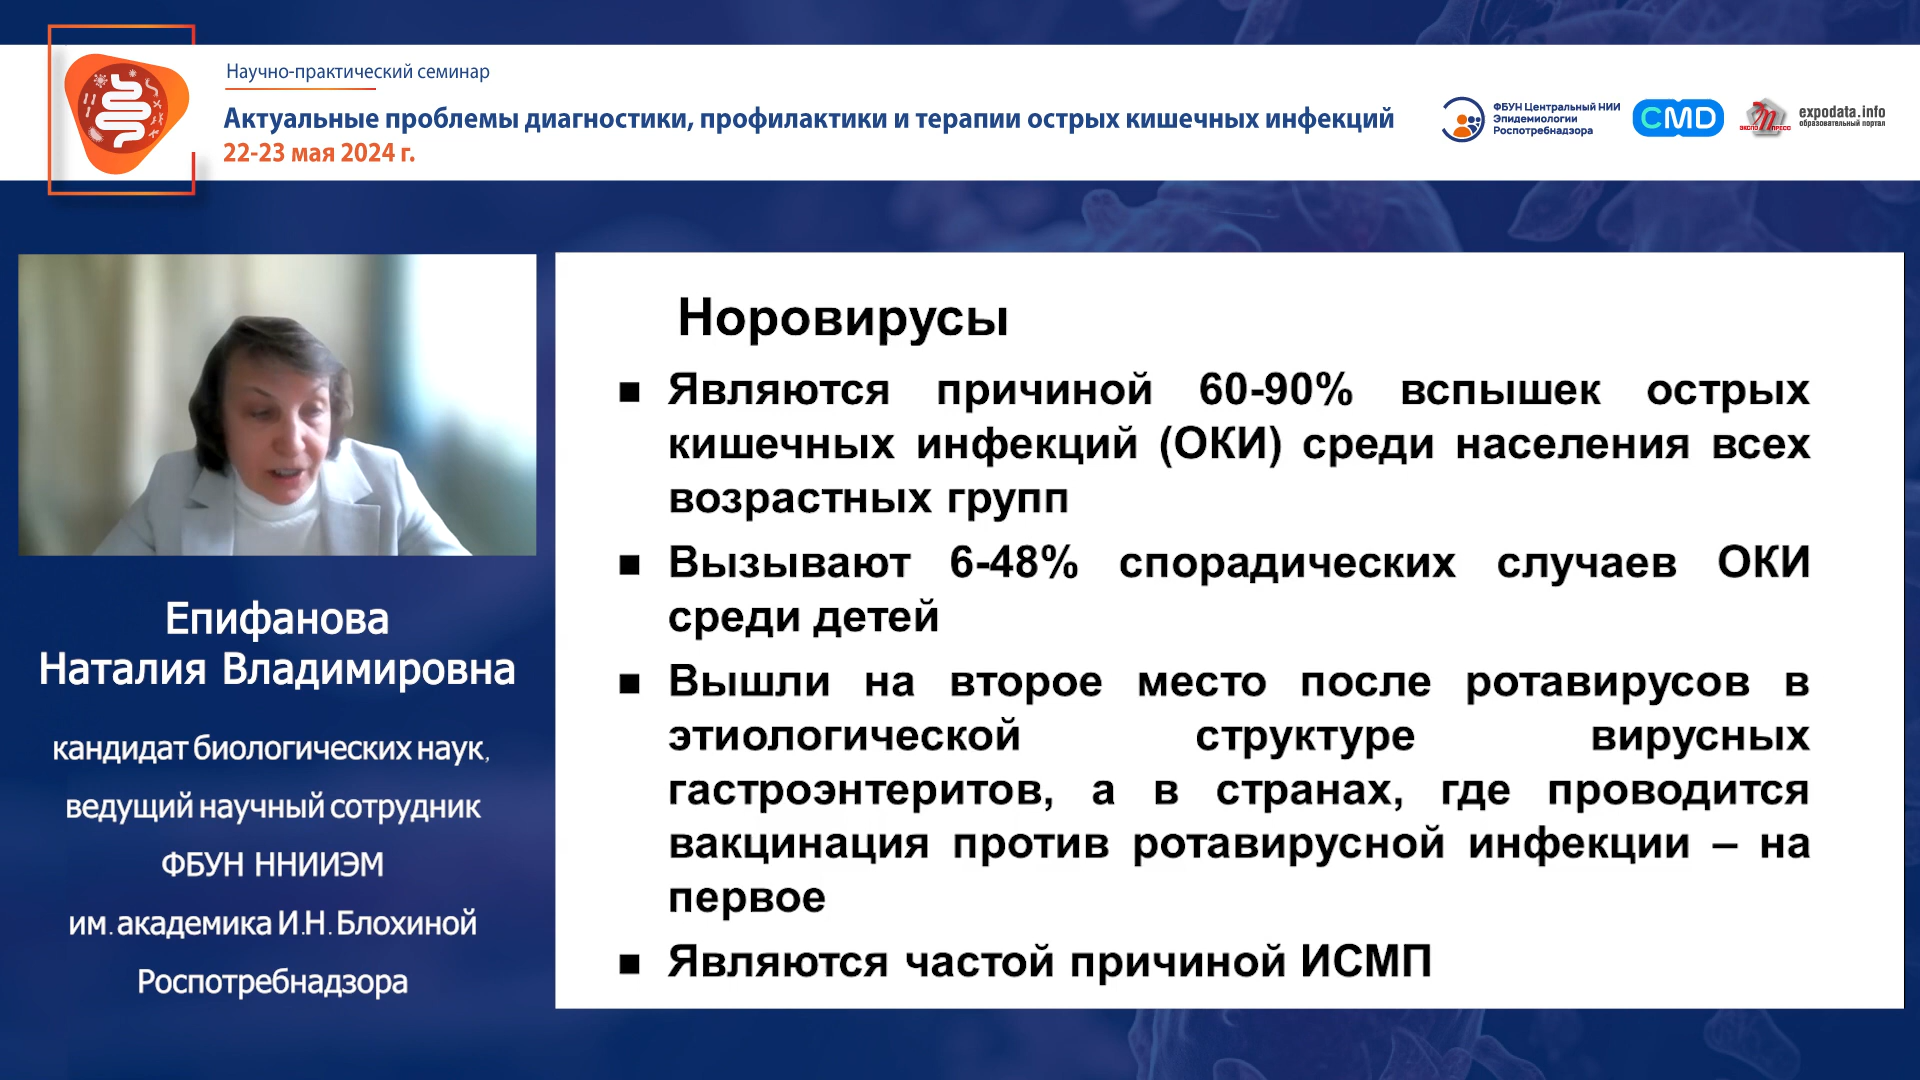 Научно-практический семинар
Актуальные проблемы диагностики, профилактики и терапии острых кишечных инфекций
22-23 мая 2024 г.
ФБУН Центральный НИИ
Эпидемиологии
Роспотребнадзора
CMD
ЭКСПО ПРЕСС
expodata.info
образовательный портал
Епифанова
Наталия Владимировна
кандидат биологических наук,
ведущий научный сотрудник
ФБУН ННИИЭМ
им. академика И.Н. Блохиной
Роспотребнадзора
Норовирусы
■ Являются причиной 60-90% вспышек острых
кишечных инфекций (ОКИ) среди населения всех
возрастных групп
■ Вызывают 6-48% спорадических случаев ОКИ
среди детей
■ Вышли на второе место после ротавирусов в
этиологической структуре вирусных
гастроэнтеритов, а в странах, где проводится
вакцинация против ротавирусной инфекции – на
первое
■ Являются частой причиной ИСМП